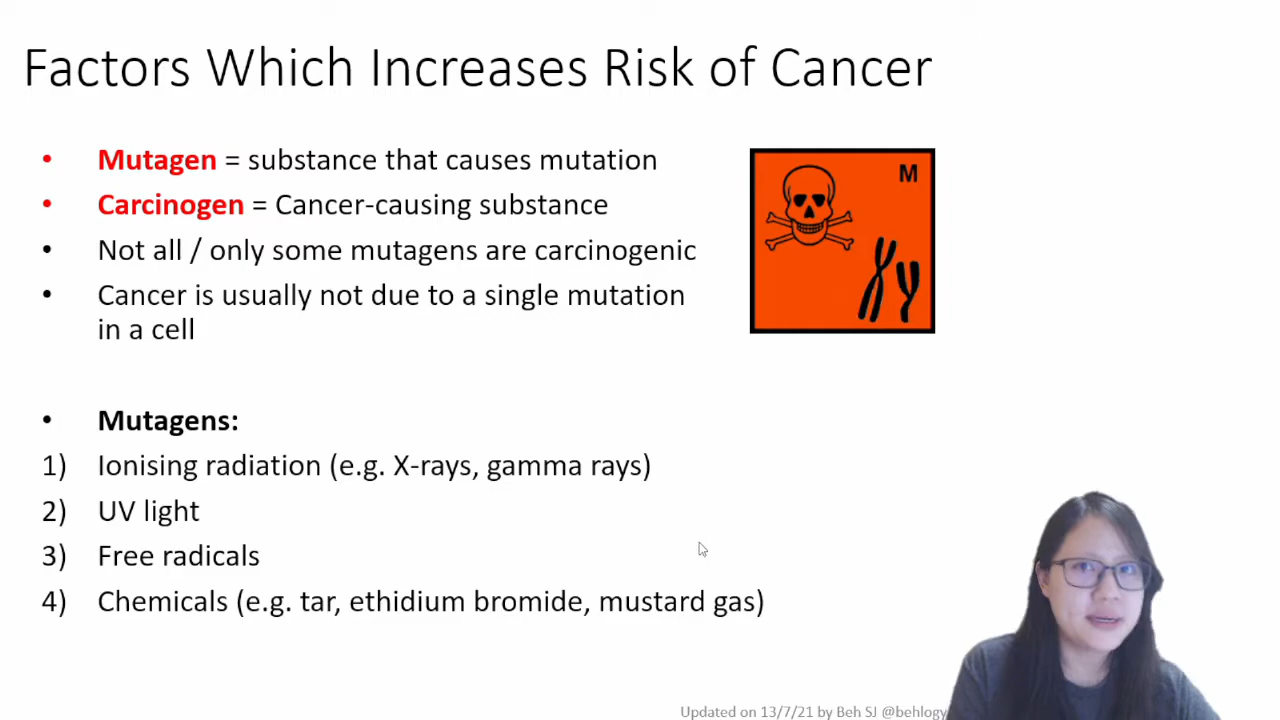 Factors Which Increases Risk of Cancer
• Mutagen = substance that causes mutation
• Carcinogen = Cancer-causing substance
• Not all / only some mutagens are carcinogenic
• Cancer is usually not due to a single mutation
in a cell
M
• Mutagens:
1) Ionising radiation (e.g. X-rays, gamma rays)
2) UV light
3) Free radicals
4) Chemicals (e.g. tar, ethidium bromide, mustard gas)
Updated on 13/7/21 by Beh SJ @behlogy